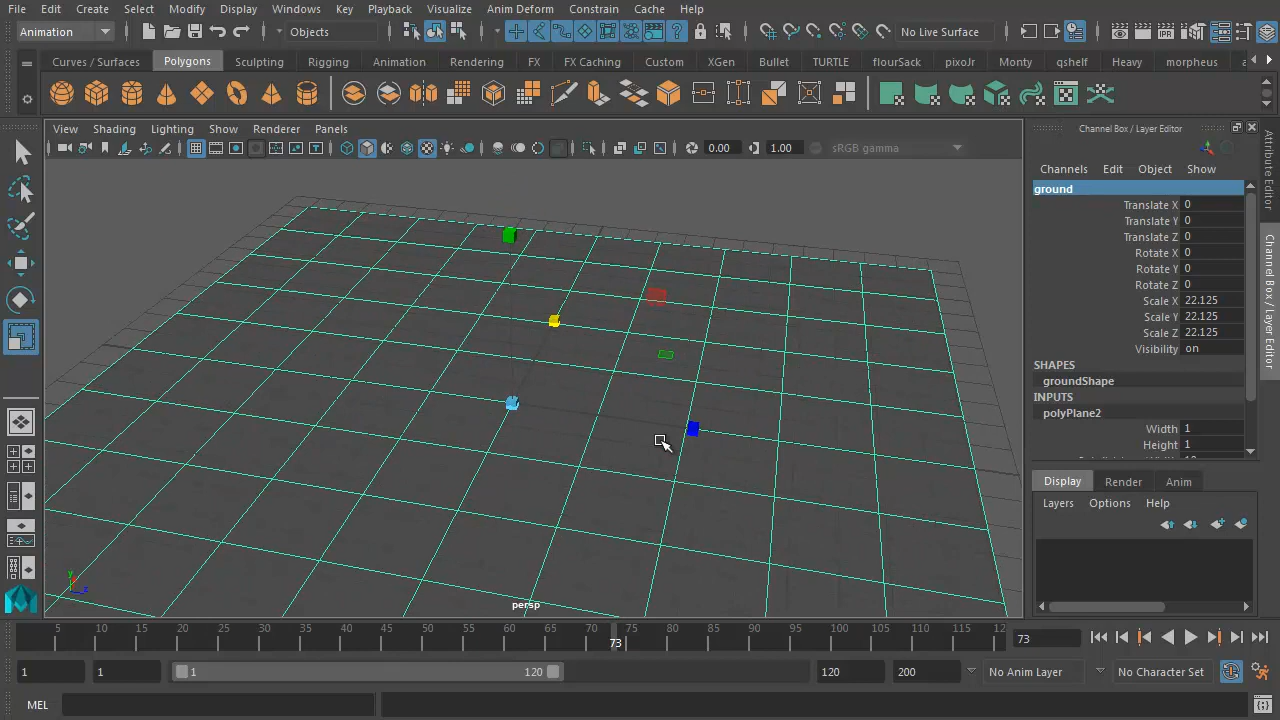 File Edit Create Select Modify Display Windows Key Playback Visualize Anim Deform Constrain Cache Help
Animation Objects No Live Surface
Curves / Surfaces Polygons Sculpting Rigging Animation Rendering FX FX Caching Custom XGen Bullet TURTLE flourSack pixoJr Monty qshelf Heavy morpheus
View Shading Lighting Show Renderer Panels
0.00 1.00 sRGB gamma
Channel Box / Layer Editor
Channels Edit Object Show
ground
Translate X 0
Translate Y 0
Translate Z 0
Rotate X 0
Rotate Y 0
Rotate Z 0
Scale X 22.125
Scale Y 22.125
Scale Z 22.125
Visibility on
SHAPES
groundShape
INPUTS
polyPlane2
Width 1
Height 1
Attribute Editor
Channel Box / Layer Editor
Display Render Anim
Layers Options Help
y
z
persp
5 10 15 20 25 30 35 40 45 50 55 60 65 70 75 80 85 90 95 100 105 110 115 12
73
73
1 1 1 120 120 200 No Anim Layer No Character Set
MEL